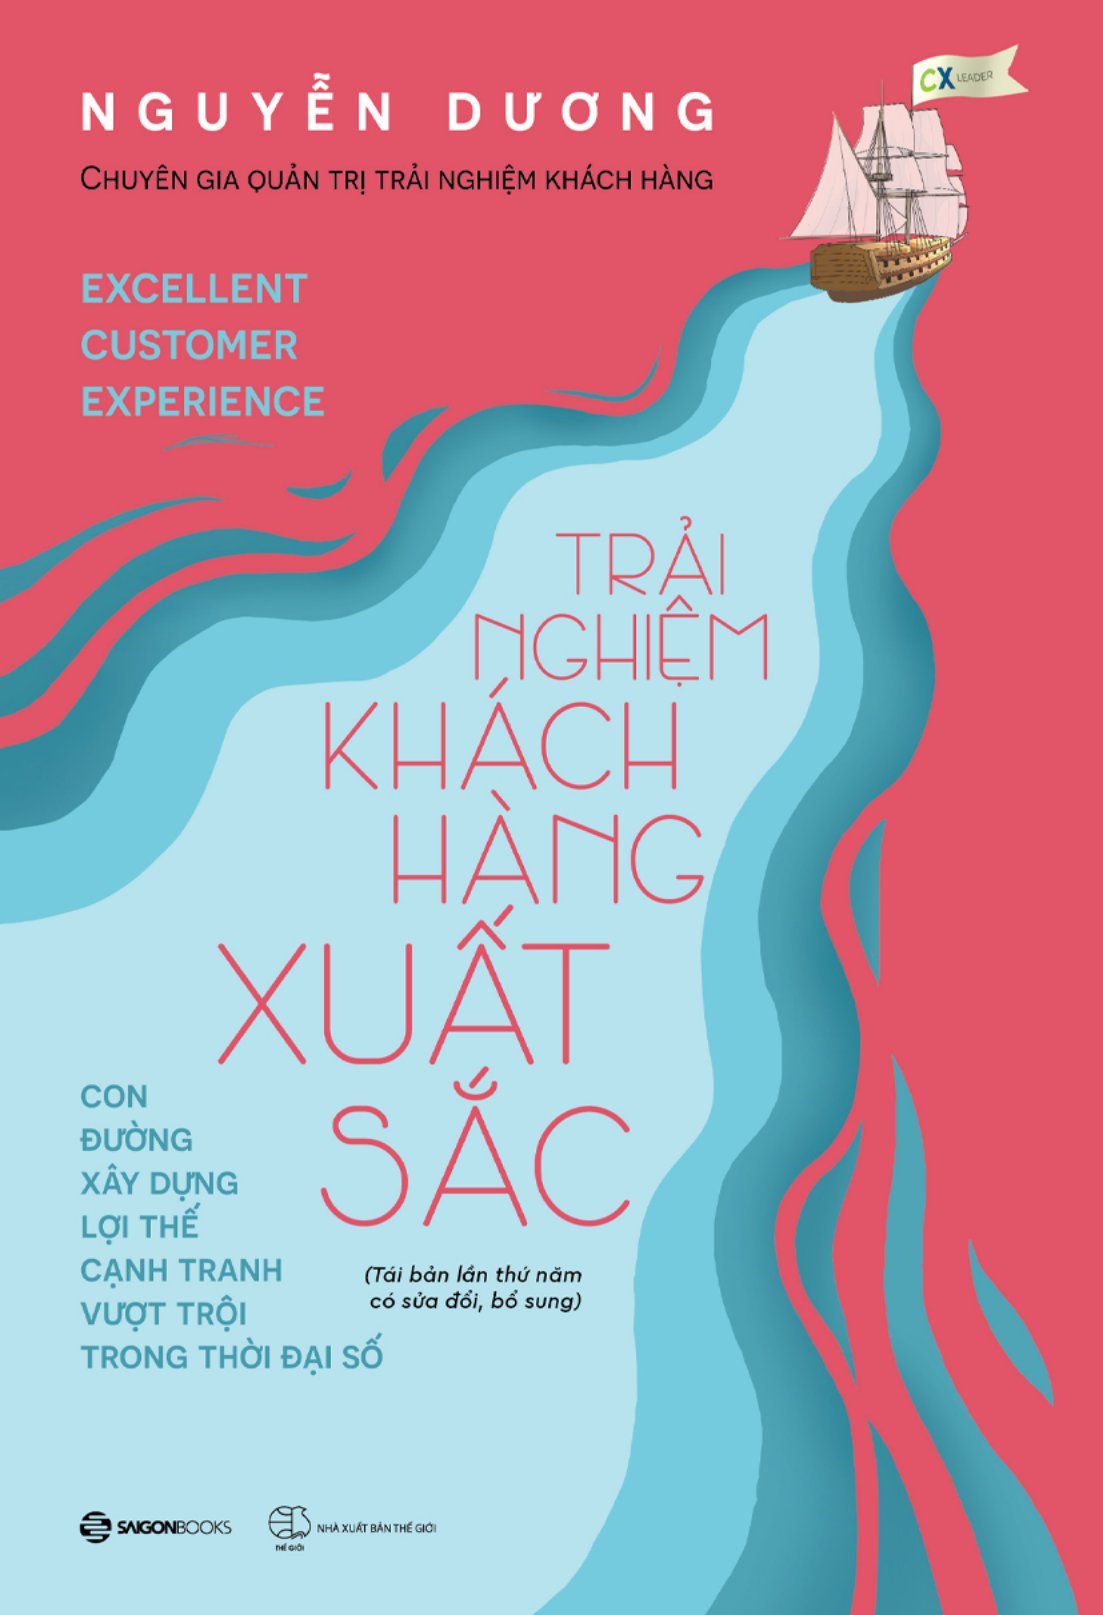 NGUYỄN DƯƠNG
CHUYÊN GIA QUẢN TRỊ TRẢI NGHIỆM KHÁCH HÀNG
CX LEADER
EXCELLENT
CUSTOMER
EXPERIENCE
TRẢI
NGHIỆM
KHÁCH
HÀNG
XUẤT
SẮC
CON
ĐƯỜNG
XÂY DỰNG
LỢI THẾ
CẠNH TRANH
VƯỢT TRỘI
TRONG THỜI ĐẠI SỐ
(Tái bản lần thứ năm
có sửa đổi, bổ sung)
SAIGONBOOKS
THẾ GIỚI
NHÀ XUẤT BẢN THẾ GIỚI